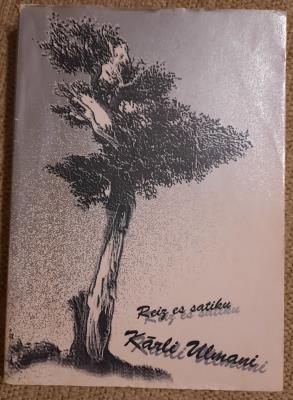 Reiz es satiku
Kārli Ulmani